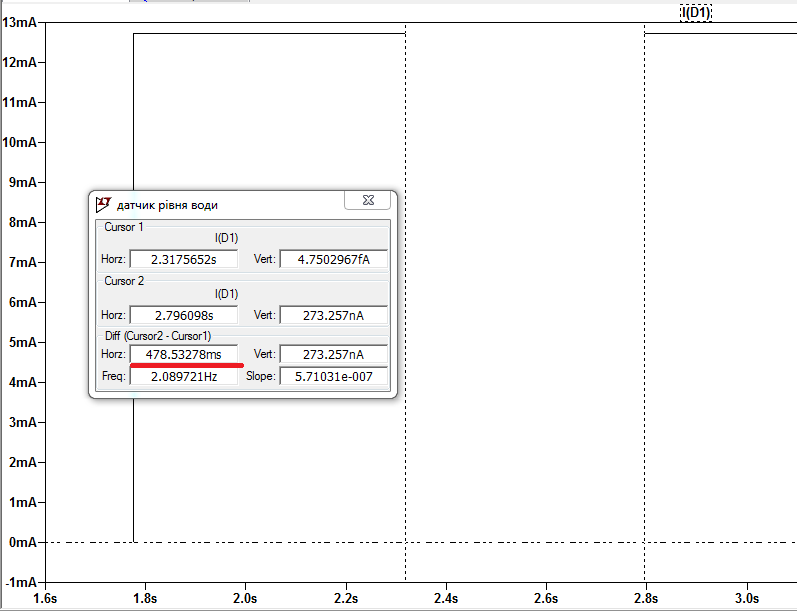 I(D1)
13mA
12mA
11mA
10mA
9mA
8mA
7mA
6mA
5mA
4mA
3mA
2mA
1mA
0mA
-1mA
датчик рівня води
Cursor 1
I(D1)
Horz: 2.3175652s Vert: 4.7502967fA
Cursor 2
I(D1)
Horz: 2.796098s Vert: 273.257nA
Diff (Cursor2 - Cursor1)
Horz: 478.53278ms Vert: 273.257nA
Freq: 2.089721Hz Slope: 5.71031e-007
1.6s 1.8s 2.0s 2.2s 2.4s 2.6s 2.8s 3.0s